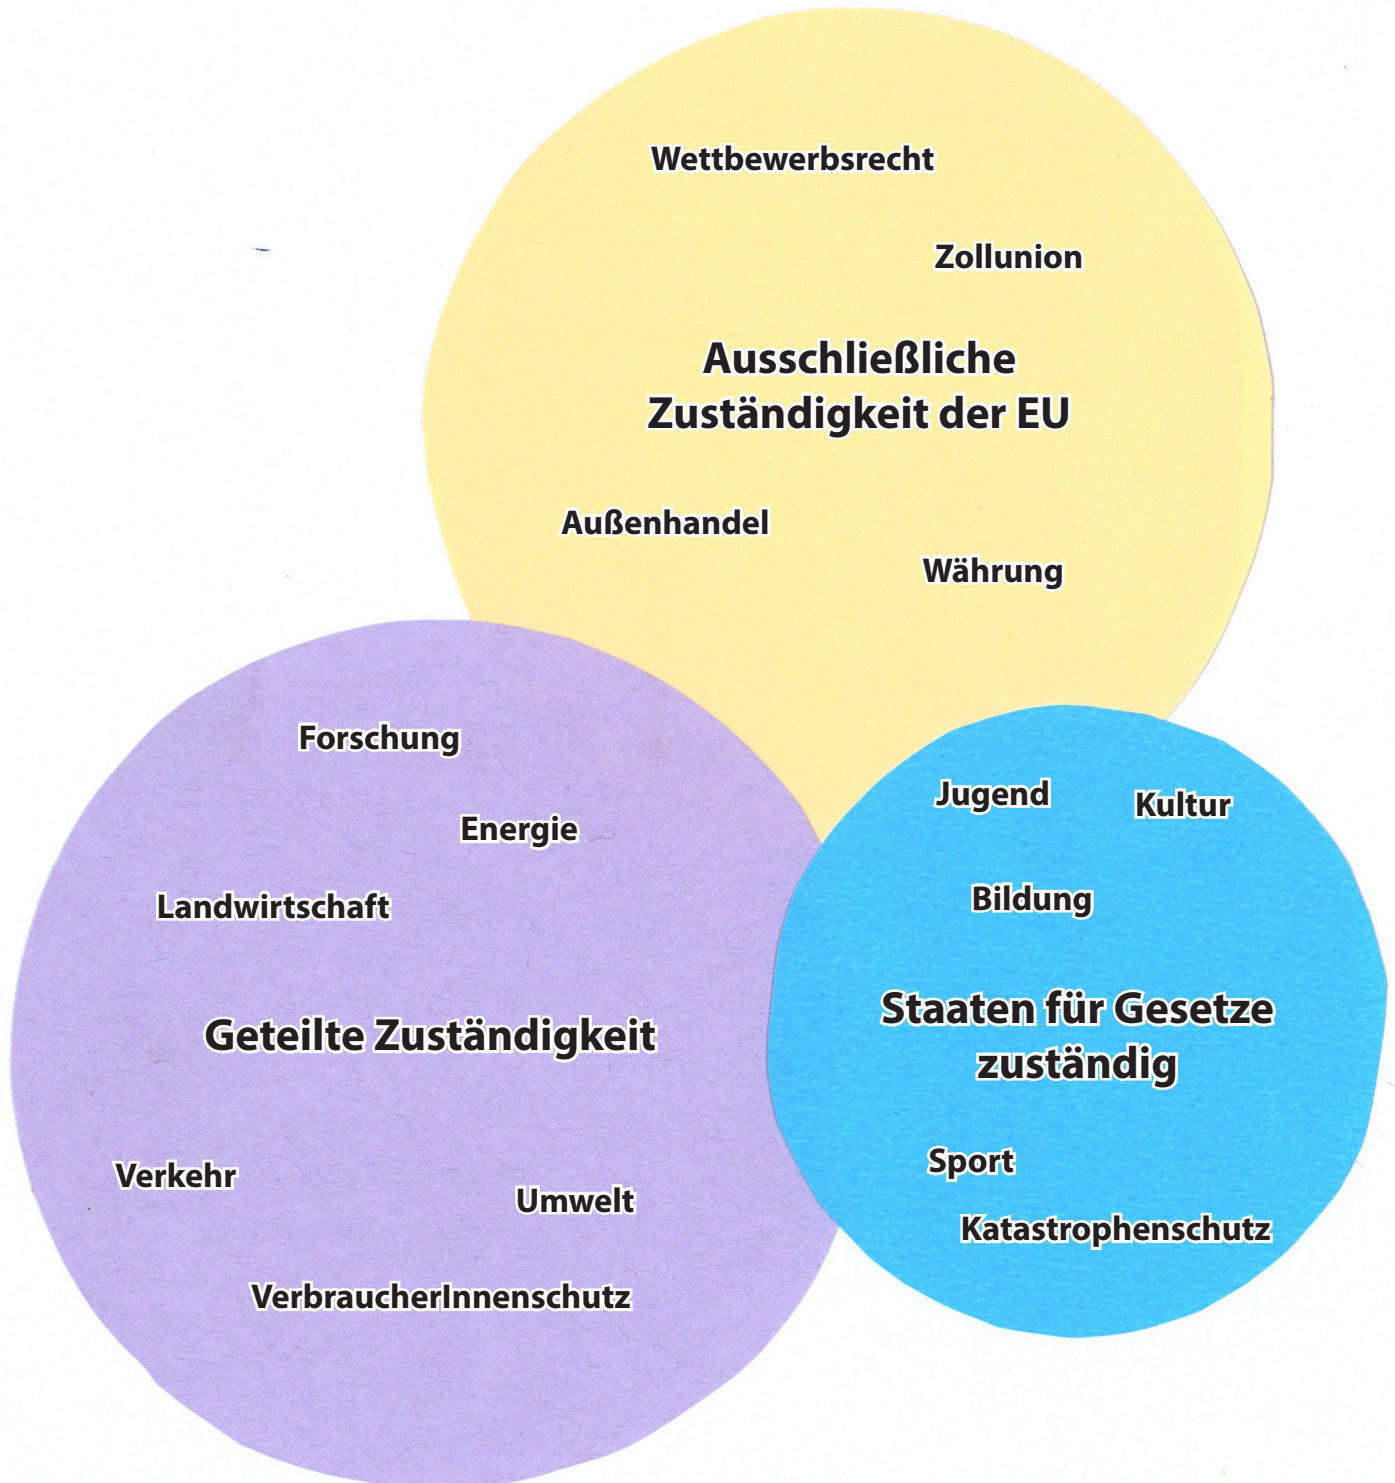 Wettbewerbsrecht
Zollunion
Ausschließliche
Zuständigkeit der EU
Außenhandel
Währung
Forschung
Energie
Landwirtschaft
Geteilte Zuständigkeit
Verkehr
Umwelt
VerbraucherInnenschutz
Jugend
Kultur
Bildung
Staaten für Gesetze
zuständig
Sport
Katastrophenschutz